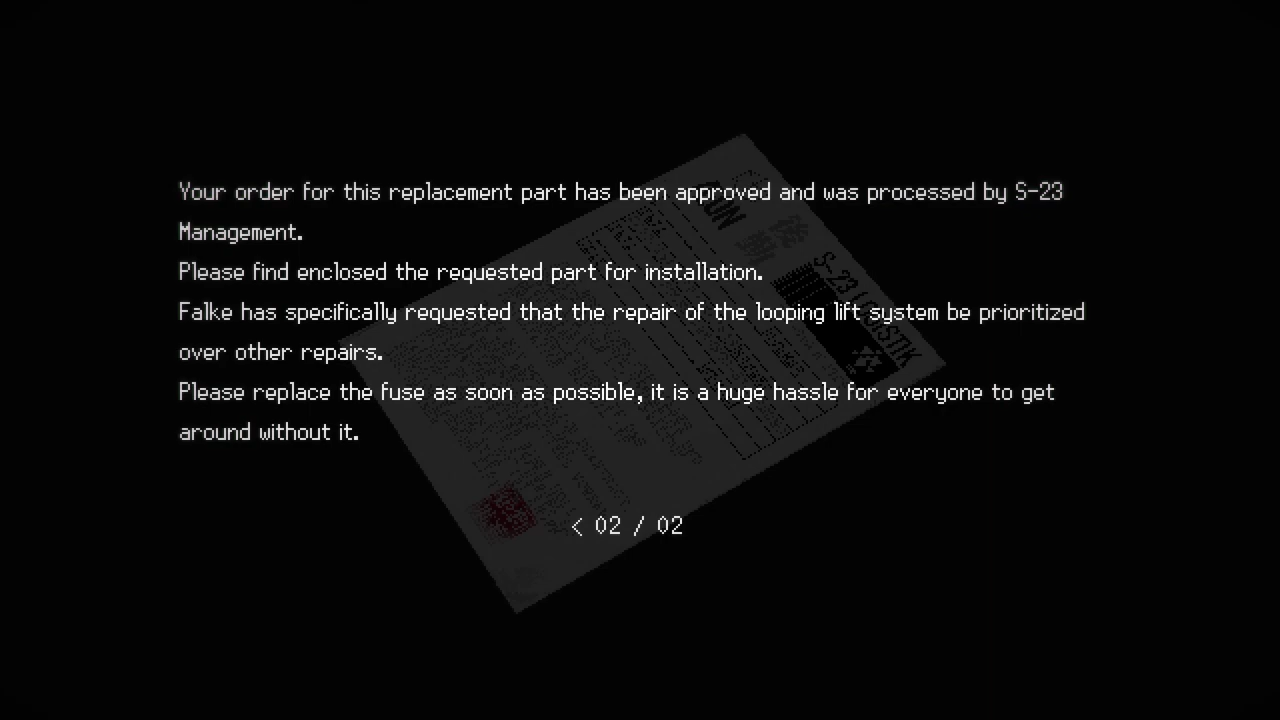 Your order for this replacement part has been approved and was processed by S-23
Management.
Please find enclosed the requested part for installation.
Falke has specifically requested that the repair of the looping lift system be prioritized
over other repairs.
Please replace the fuse as soon as possible, it is a huge hassle for everyone to get
around without it.
< 02 / 02
S-23 LOGISTIK